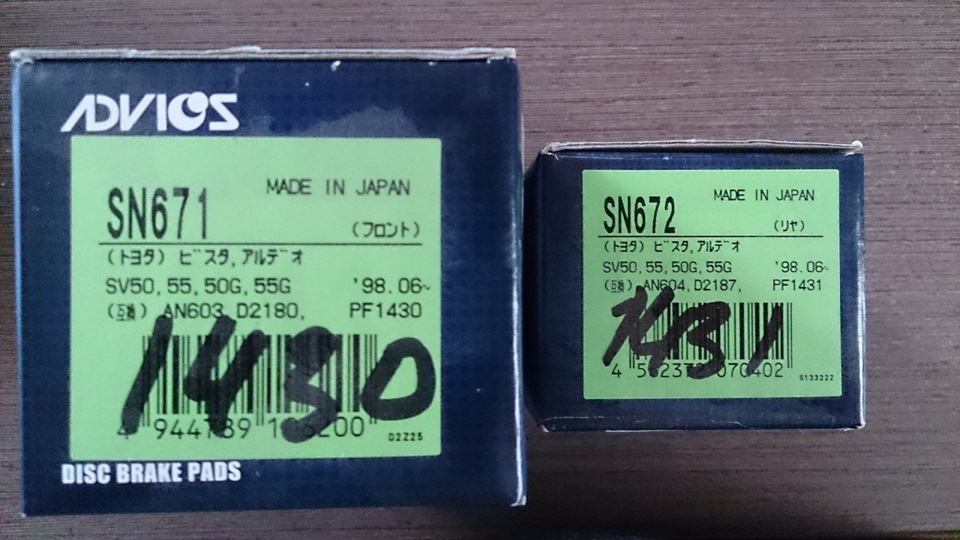 ADVICS
SN671
MADE IN JAPAN
(フロント)
(トヨタ) ビスタ,アルデオ
SV50,55,50G,55G '98.06~
(互換) AN603,D2180, PF1430
1430
02Z25
DISC BRAKE PADS
SN672
MADE IN JAPAN
(リヤ)
(トヨタ) ビスタ,アルデオ
SV50,55,50G,55G '98.06~
(互換) AN604,D2187, PF1431
1431
S133222